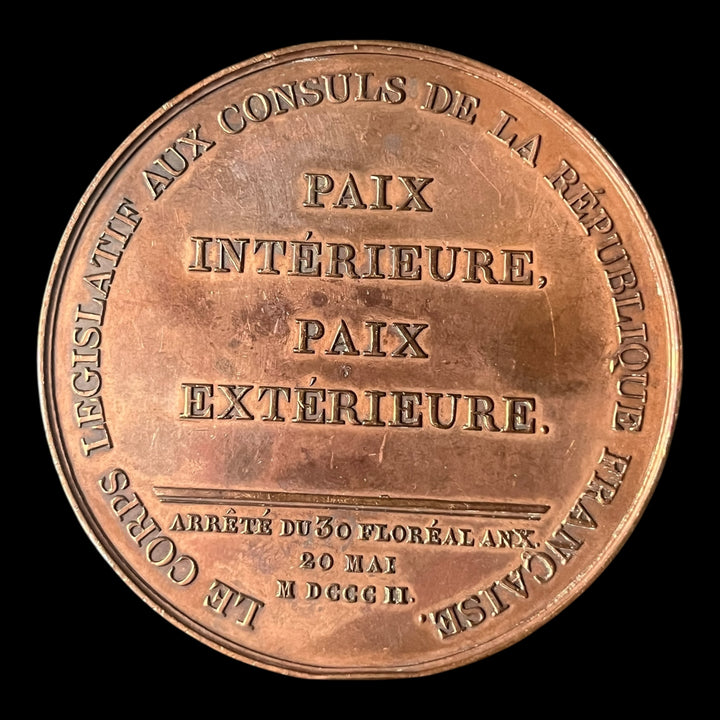 LE CORPS LEGISLATIF AUX CONSULS DE LA RÉPUBLIQUE FRANÇAISE.
PAIX
INTÉRIEURE,
PAIX
EXTÉRIEURE.
ARRÊTÉ DU 30 FLORÉAL AN X.
20 MAI
M DCCC II.